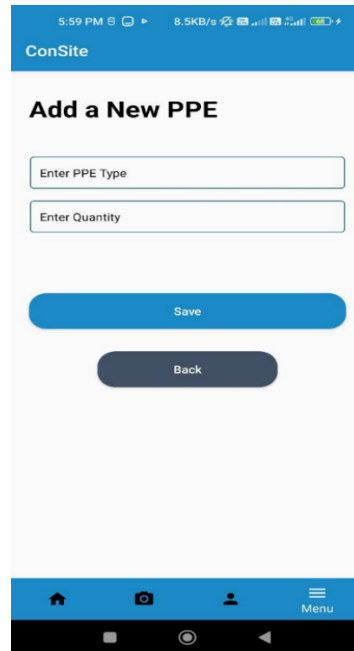 5:59 PM 8.5KB/s
ConSite
Add a New PPE
Enter PPE Type
Enter Quantity
Save
Back
Menu